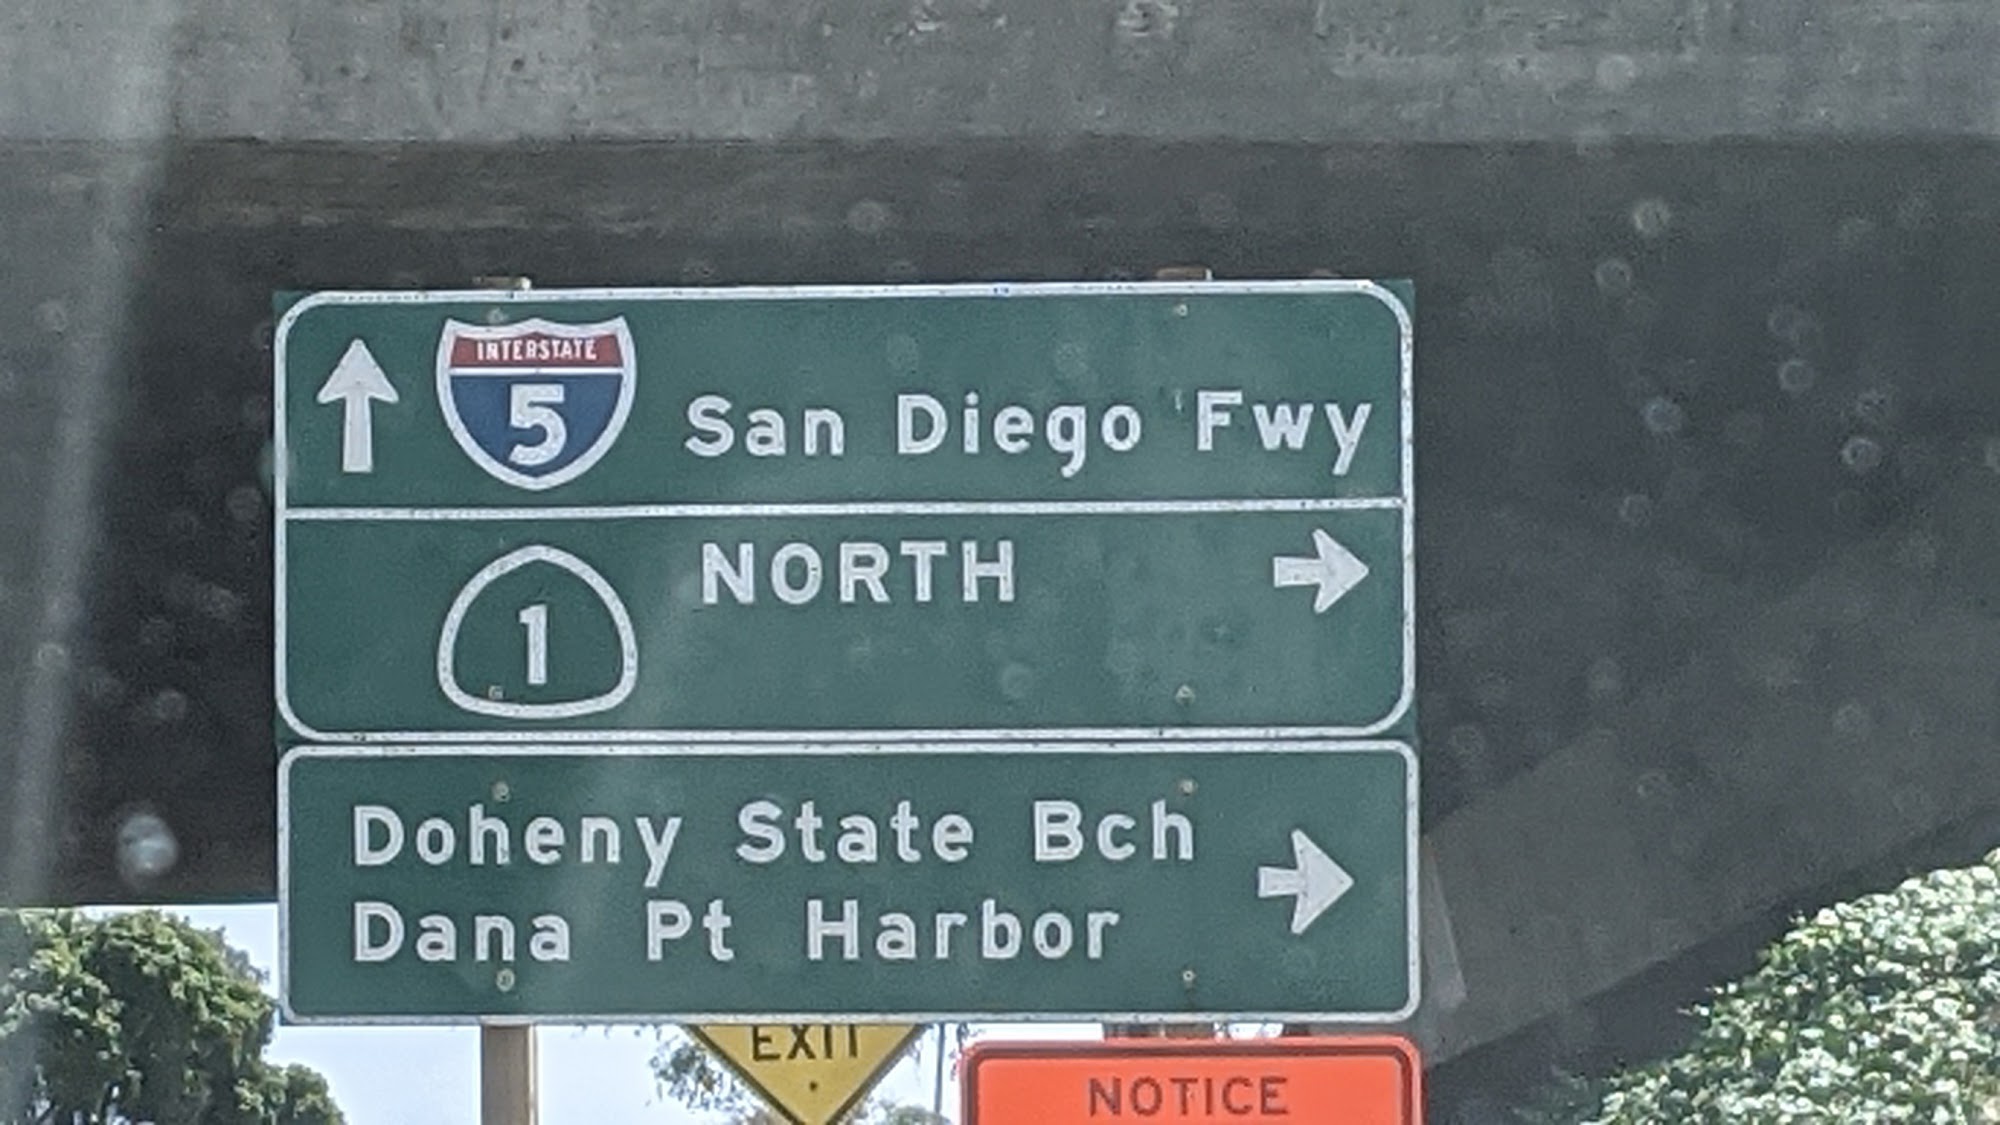 INTERSTATE
5
San Diego Fwy
NORTH
1
Doheny State Bch
Dana Pt Harbor
EXIT
NOTICE